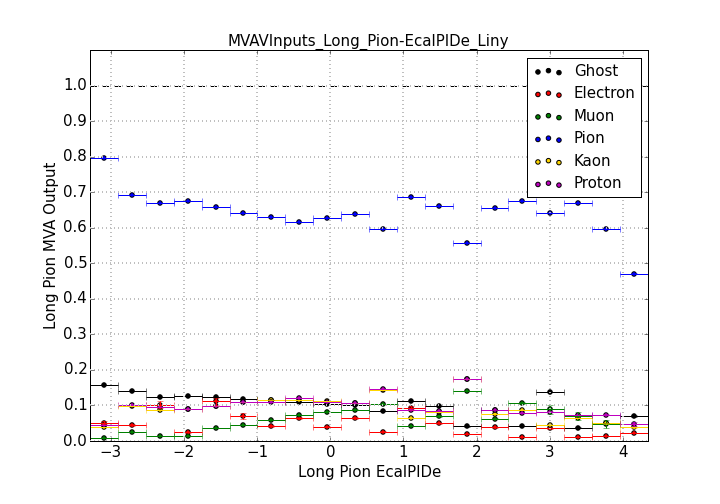 MVAVInputs_Long_Pion-EcalPIDe_Liny
Long Pion MVA Output
1.0
0.9
0.8
0.7
0.6
0.5
0.4
0.3
0.2
0.1
0.0
Ghost
Electron
Muon
Pion
Kaon
Proton
−3 −2 −1 0 1 2 3 4
Long Pion EcalPIDe